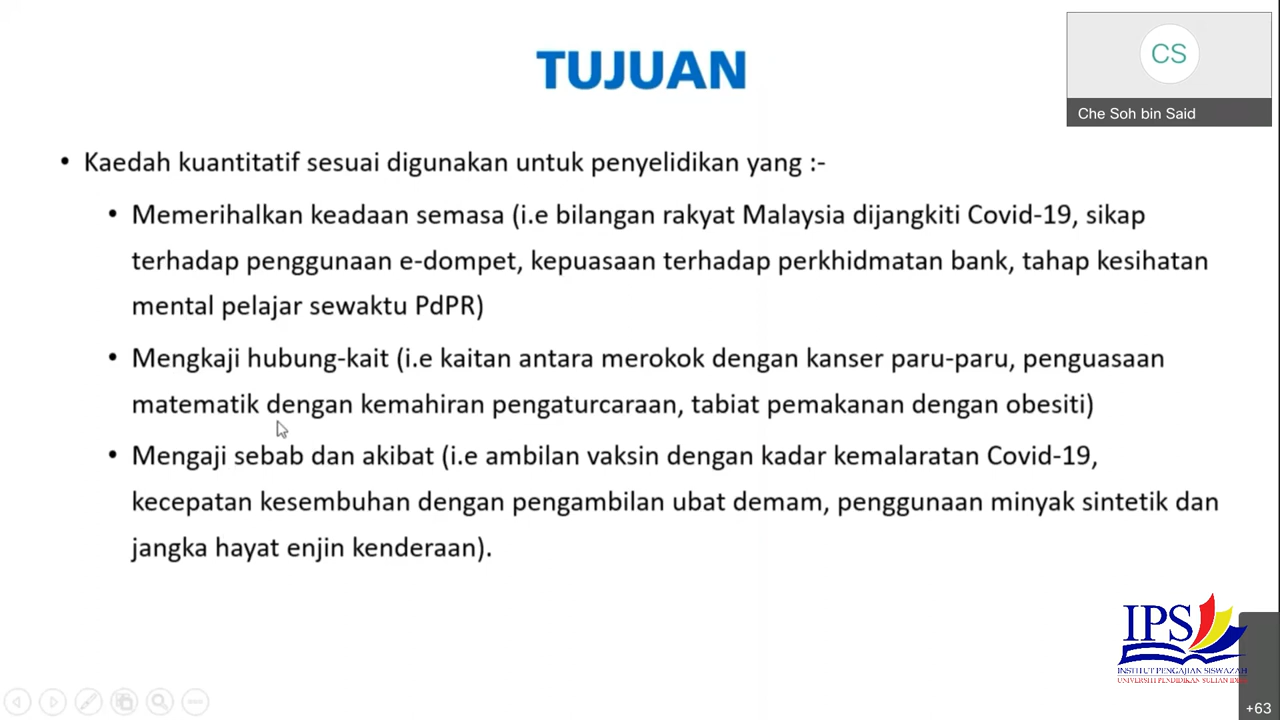 TUJUAN
CS
Che Soh bin Said
• Kaedah kuantitatif sesuai digunakan untuk penyelidikan yang :-
• Memerihalkan keadaan semasa (i.e bilangan rakyat Malaysia dijangkiti Covid-19, sikap
terhadap penggunaan e-dompet, kepuasaan terhadap perkhidmatan bank, tahap kesihatan
mental pelajar sewaktu PdPR)
• Mengkaji hubung-kait (i.e kaitan antara merokok dengan kanser paru-paru, penguasaan
matematik dengan kemahiran pengaturcaraan, tabiat pemakanan dengan obesiti)
• Mengaji sebab dan akibat (i.e ambilan vaksin dengan kadar kemalaratan Covid-19,
kecepatan kesembuhan dengan pengambilan ubat demam, penggunaan minyak sintetik dan
jangka hayat enjin kenderaan).
IPS
INSTITUT PENGAJIAN SISWAZAH
UNIVERSITI PENDIDIKAN SULTAN IDRIS
+63